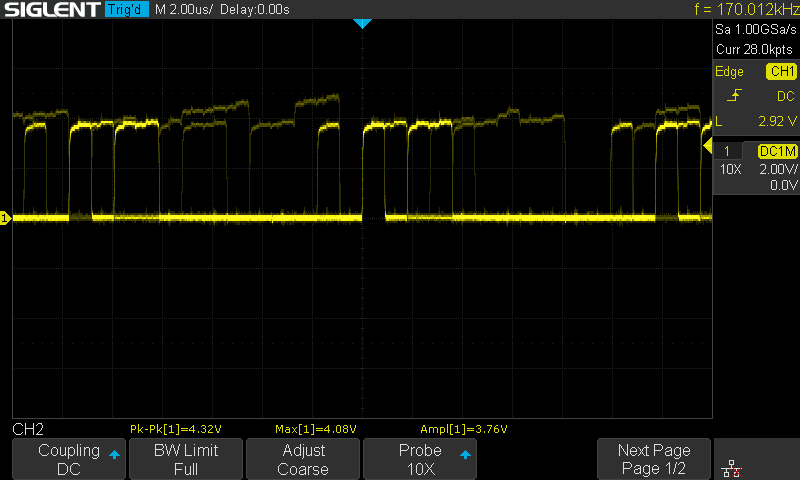 SIGLENT Trig'd M 2.00us/ Delay:0.00s f = 170.012kHz
Sa 1.00GSa/s
Curr 28.0kpts
Edge CH1
DC
L 2.92 V
1 DC1M
10X 2.00V/
0.0V
1
CH2 Pk-Pk[1]=4.32V Max[1]=4.08V Ampl[1]=3.76V
Coupling BW Limit Adjust Probe Next Page
DC Full Coarse 10X Page 1/2